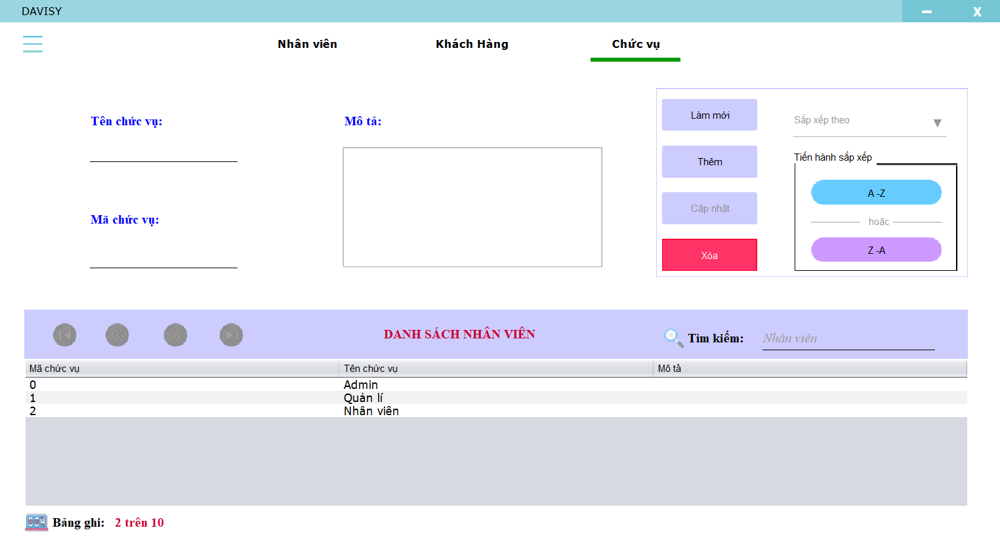 DAVISY
X
Nhân viên
Khách Hàng
Chức vụ
Tên chức vụ:
Mô tả:
Mã chức vụ:
Làm mới
Thêm
Cập nhật
Xóa
Sắp xếp theo
Tiến hành sắp xếp
A -Z
hoặc
Z -A
DANH SÁCH NHÂN VIÊN
Tìm kiếm: Nhân viên
Mã chức vụ Tên chức vụ Mô tả
0 Admin
1 Quản lí
2 Nhân viên
Bảng ghi: 2 trên 10